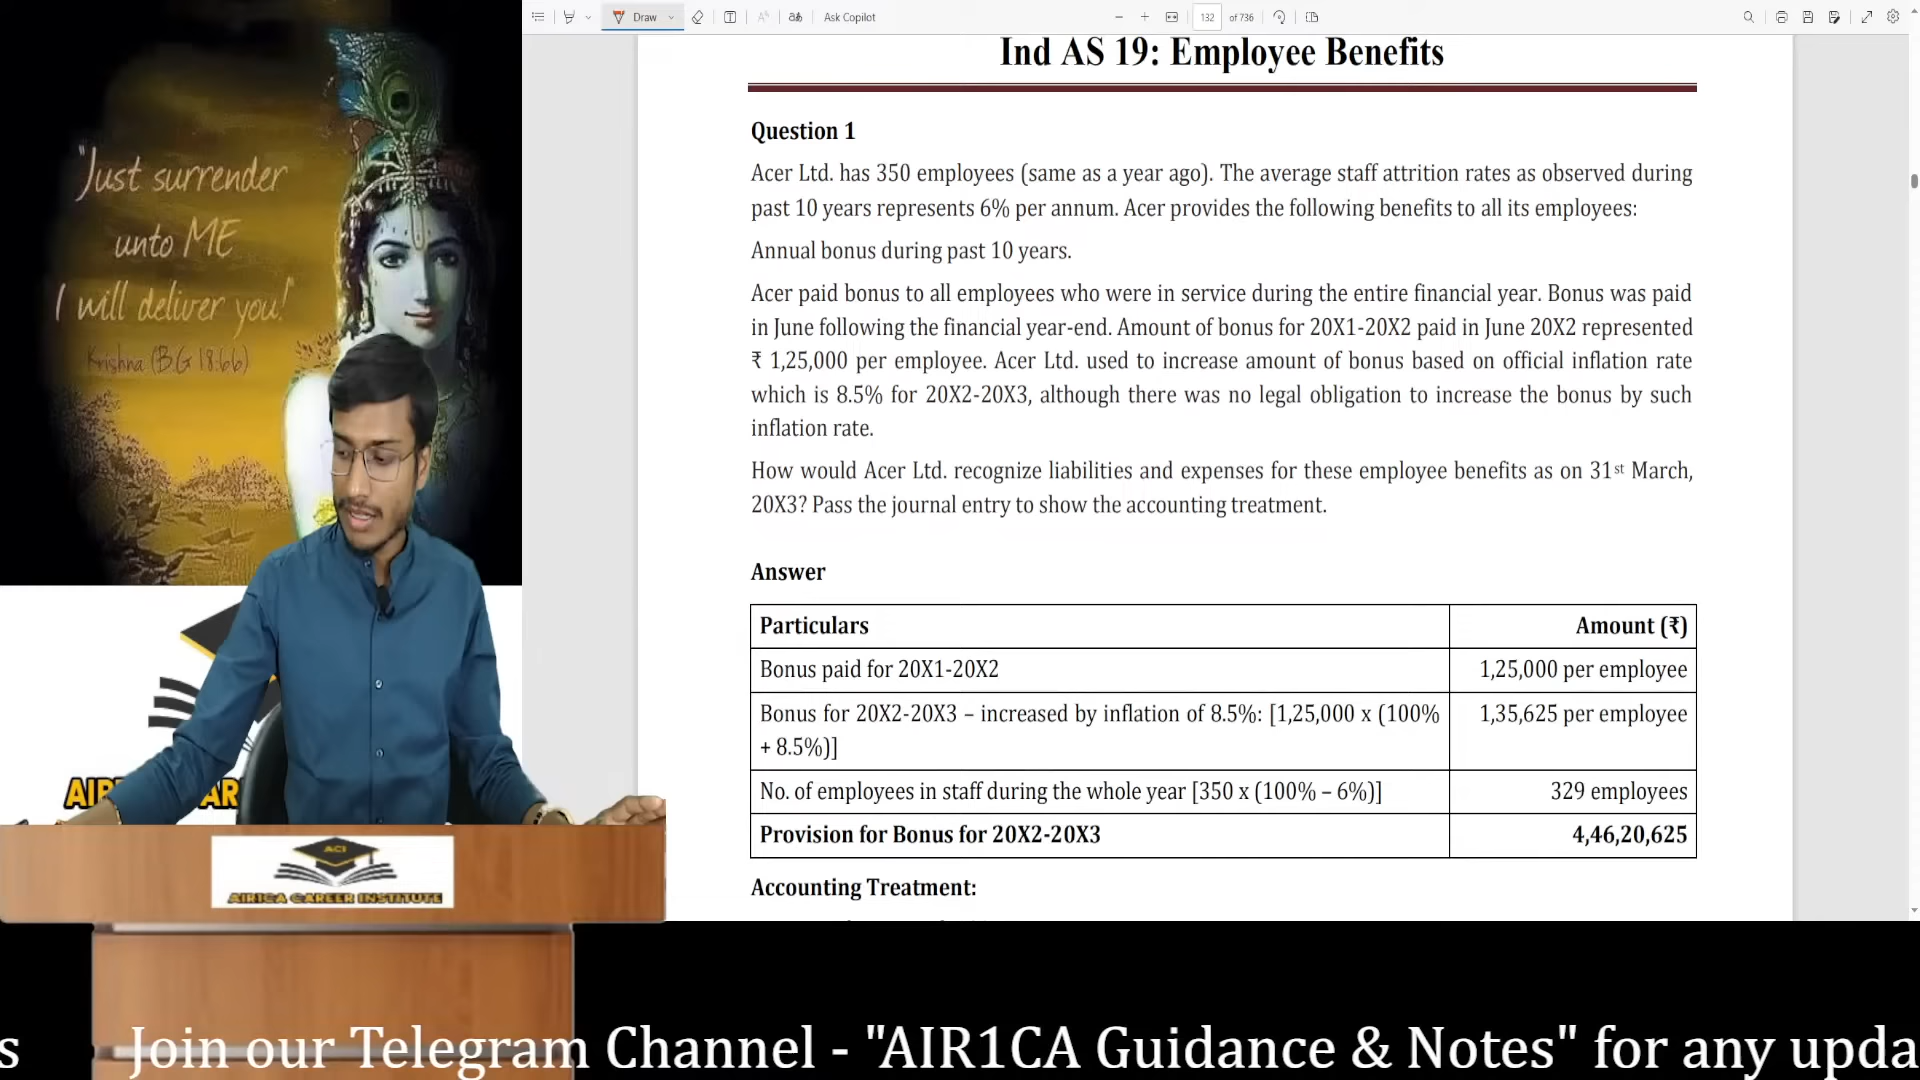 "Just surrender
unto ME
I will deliver you!"
Krishna (B.G 18:66)
ACI
AIR1CA CAREER INSTITUTE
Draw
Ask Copilot
132 of 736
Ind AS 19: Employee Benefits
Question 1
Acer Ltd. has 350 employees (same as a year ago). The average staff attrition rates as observed during
past 10 years represents 6% per annum. Acer provides the following benefits to all its employees:
Annual bonus during past 10 years.
Acer paid bonus to all employees who were in service during the entire financial year. Bonus was paid
in June following the financial year-end. Amount of bonus for 20X1-20X2 paid in June 20X2 represented
₹ 1,25,000 per employee. Acer Ltd. used to increase amount of bonus based on official inflation rate
which is 8.5% for 20X2-20X3, although there was no legal obligation to increase the bonus by such
inflation rate.
How would Acer Ltd. recognize liabilities and expenses for these employee benefits as on 31st March,
20X3? Pass the journal entry to show the accounting treatment.
Answer
Particulars Amount (₹)
Bonus paid for 20X1-20X2 1,25,000 per employee
Bonus for 20X2-20X3 – increased by inflation of 8.5%: [1,25,000 x (100% 1,35,625 per employee
+ 8.5%)]
No. of employees in staff during the whole year [350 x (100% – 6%)] 329 employees
Provision for Bonus for 20X2-20X3 4,46,20,625
Accounting Treatment:
s Join our Telegram Channel - "AIR1CA Guidance & Notes" for any upda